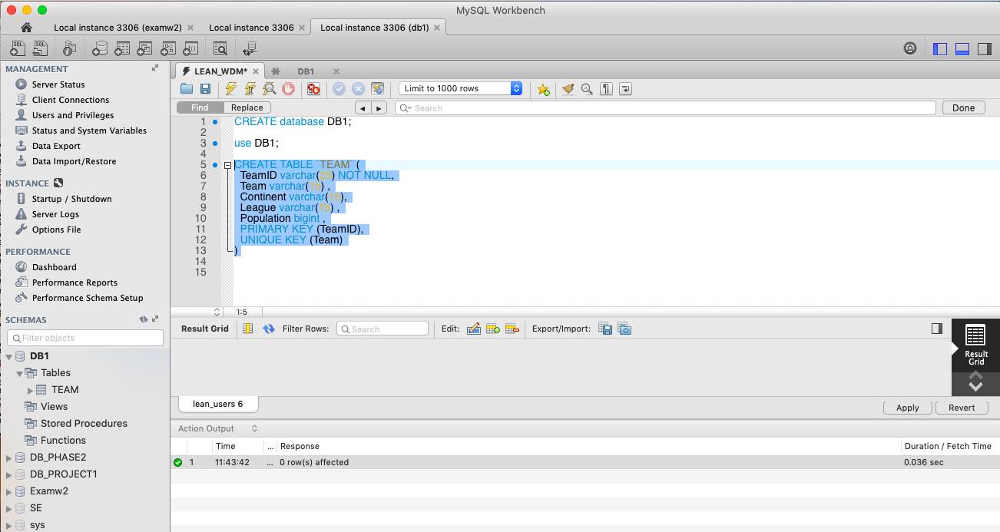 MySQL Workbench
Local instance 3306 (examw2) Local instance 3306 Local instance 3306 (db1)
MANAGEMENT
Server Status
Client Connections
Users and Privileges
Status and System Variables
Data Export
Data Import/Restore
INSTANCE
Startup / Shutdown
Server Logs
Options File
PERFORMANCE
Dashboard
Performance Reports
Performance Schema Setup
SCHEMAS
Filter objects
DB1
Tables
TEAM
Views
Stored Procedures
Functions
DB_PHASE2
DB_PROJECT1
Examw2
SE
sys
LEAN_WDM* DB1
Limit to 1000 rows
Find Replace Search Done
1 CREATE database DB1;
2
3 use DB1;
4
5 CREATE TABLE `TEAM` (
6 TeamID varchar(25) NOT NULL,
7 Team varchar(15) ,
8 Continent varchar(15),
9 League varchar(15) ,
10 Population bigint ,
11 PRIMARY KEY (TeamID),
12 UNIQUE KEY (Team)
13 )
14
15
1:5
Result Grid Filter Rows: Search Edit: Export/Import:
Result
Grid
lean_users 6 Apply Revert
Action Output
Time ... Response Duration / Fetch Time
1 11:43:42 ... 0 row(s) affected 0.036 sec